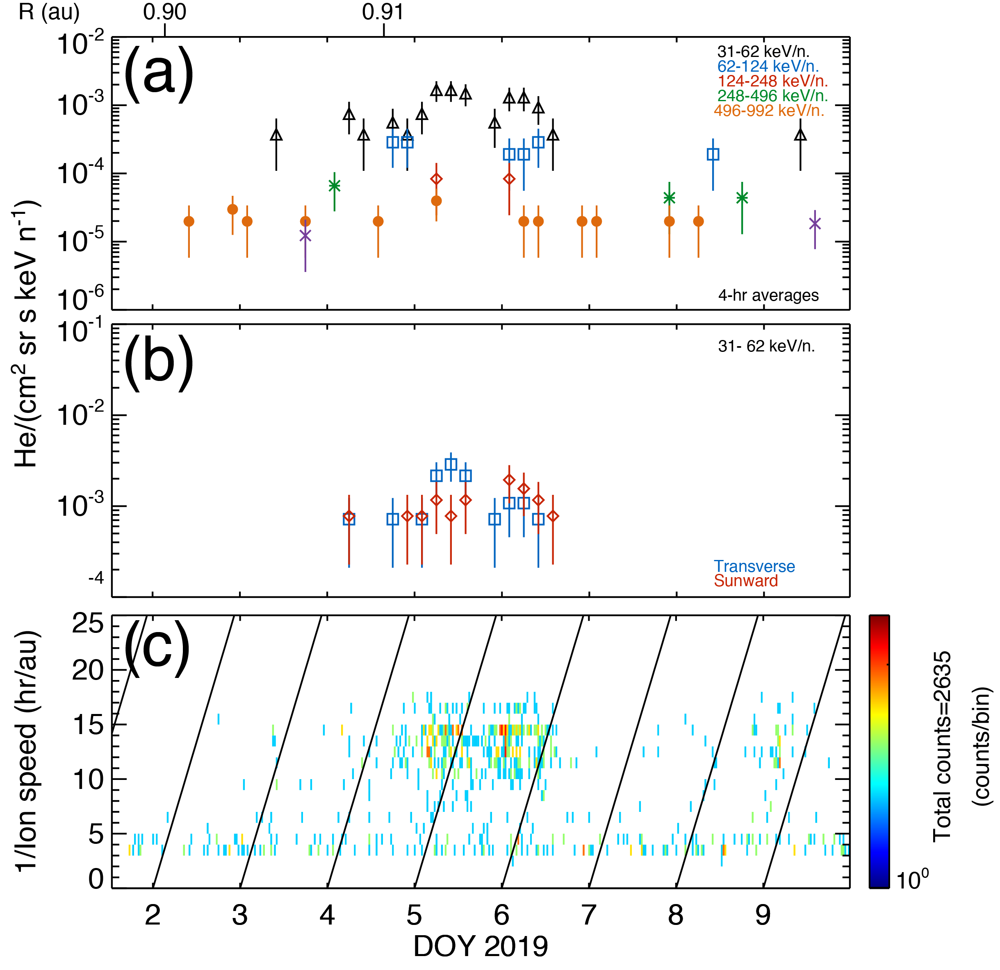 R (au) 0.90 0.91
(a)
10-2
10-3
10-4
10-5
10-6
31-62 keV/n.
62-124 keV/n.
124-248 keV/n.
248-496 keV/n.
496-992 keV/n.
4-hr averages
He/(cm2 sr s keV n-1)
(b)
10-1
10-2
10-3
-4
31- 62 keV/n.
Transverse
Sunward
(c)
25
20
15
10
5
0
1/Ion speed (hr/au)
2 3 4 5 6 7 8 9
DOY 2019
100
Total counts=2635
(counts/bin)